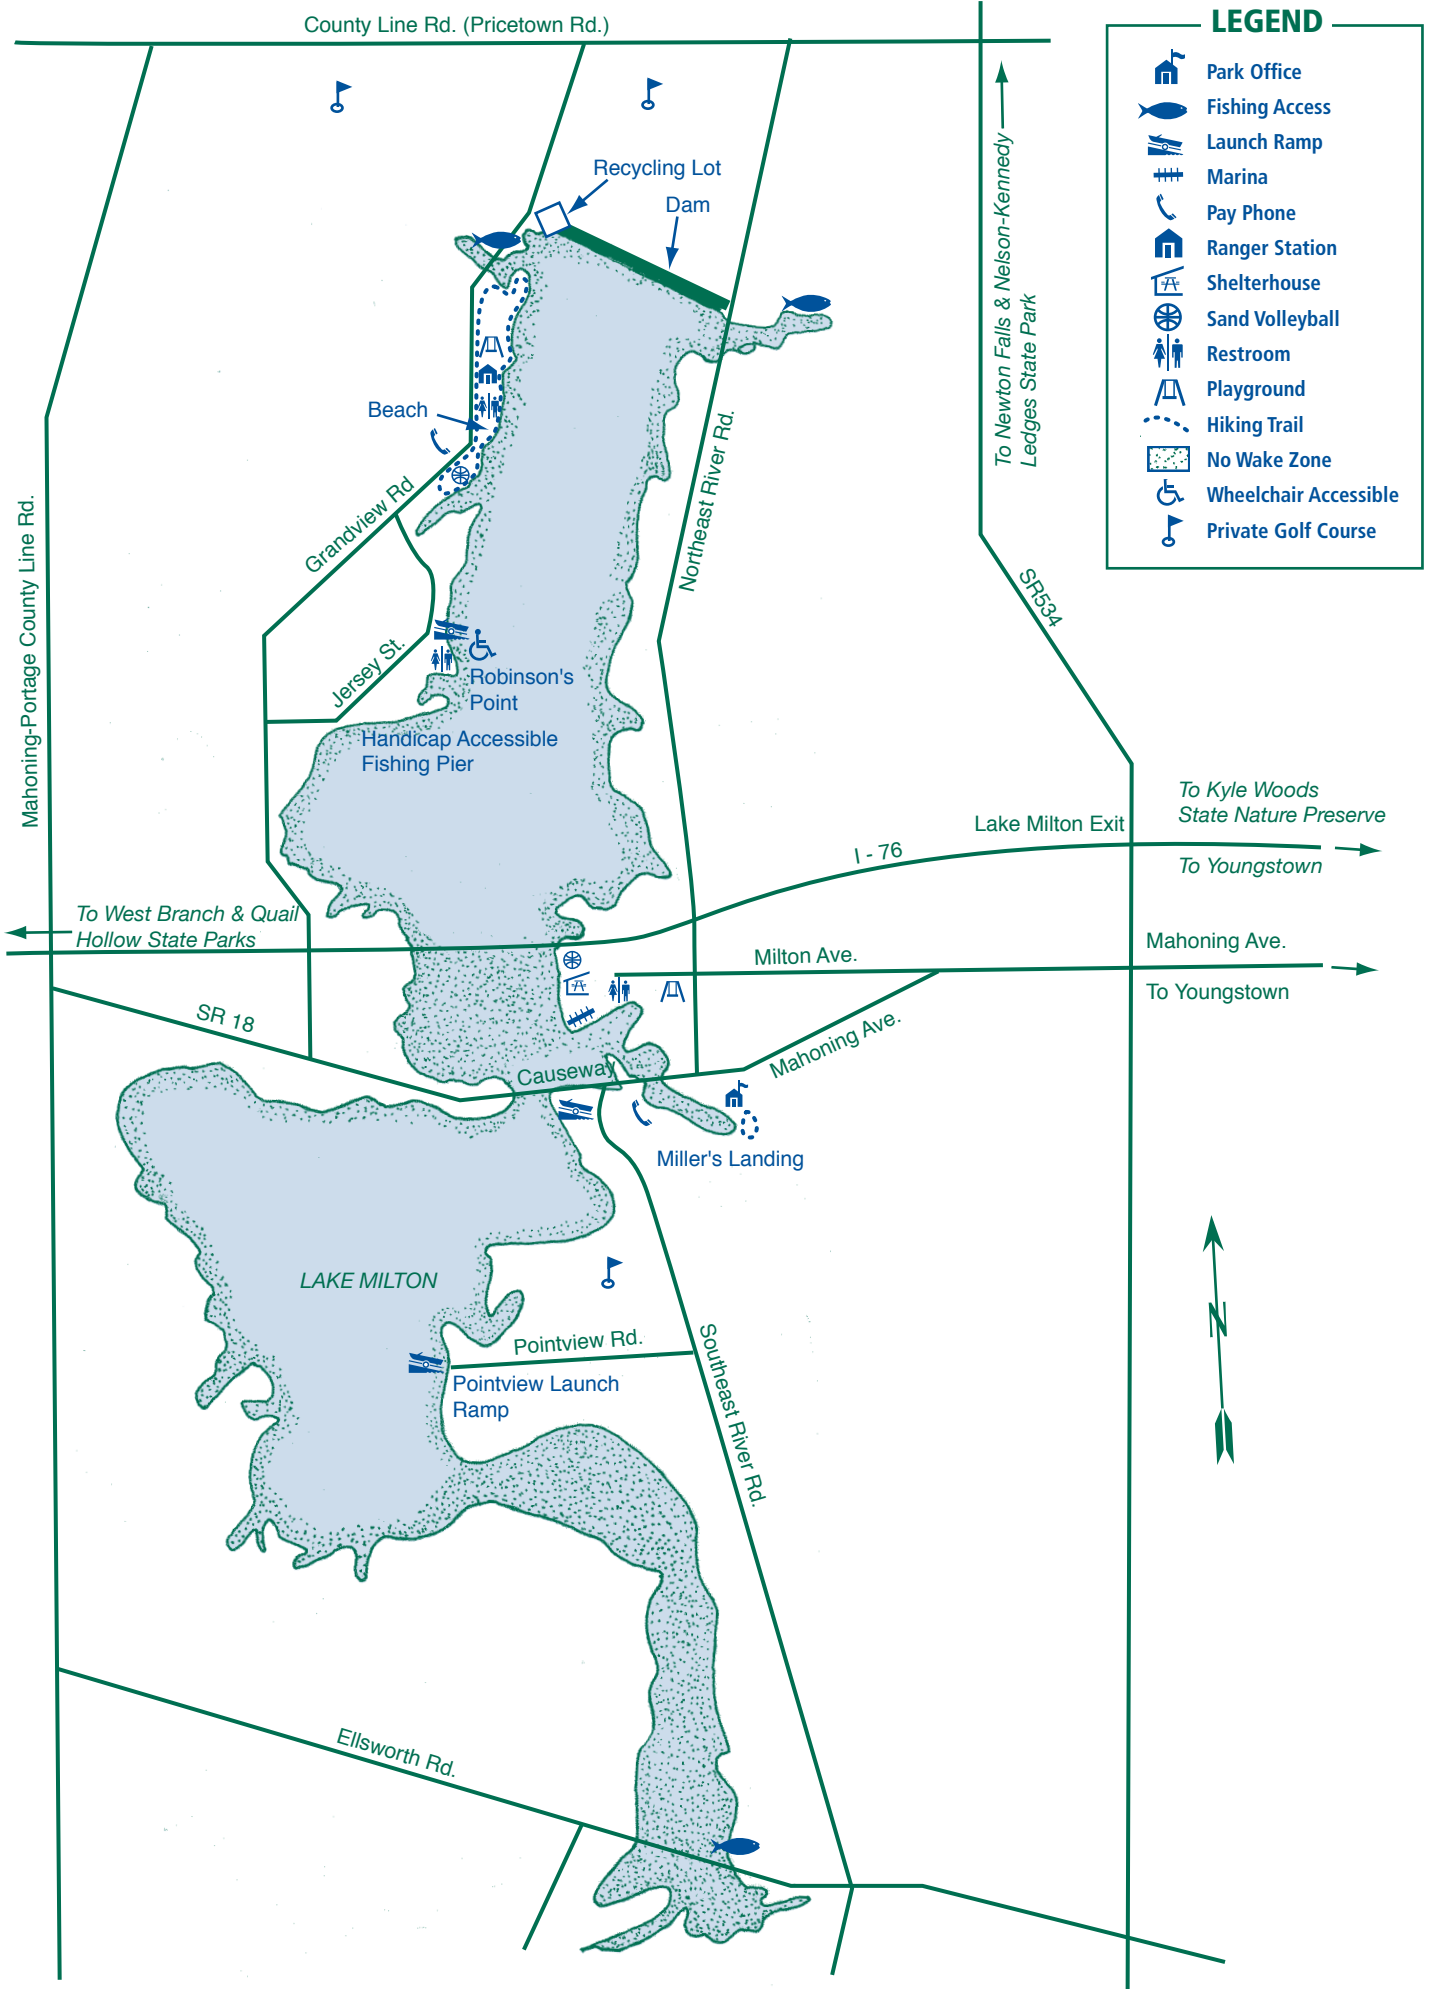 County Line Rd. (Pricetown Rd.)
LEGEND
Park Office
Fishing Access
Launch Ramp
Marina
Pay Phone
Ranger Station
Shelterhouse
Sand Volleyball
Restroom
Playground
Hiking Trail
No Wake Zone
Wheelchair Accessible
Private Golf Course
Recycling Lot
Dam
To Newton Falls & Nelson-Kennedy
Ledges State Park
Beach
Grandview Rd
Northeast River Rd.
Mahoning-Portage County Line Rd.
SR534
Jersey St.
Robinson's
Point
Handicap Accessible
Fishing Pier
To Kyle Woods
State Nature Preserve
Lake Milton Exit
I - 76
To Youngstown
To West Branch & Quail
Hollow State Parks
Milton Ave.
Mahoning Ave.
To Youngstown
SR 18
Causeway
Mahoning Ave.
Miller's Landing
LAKE MILTON
N
Pointview Rd.
Pointview Launch
Ramp
Southeast River Rd.
Ellsworth Rd.